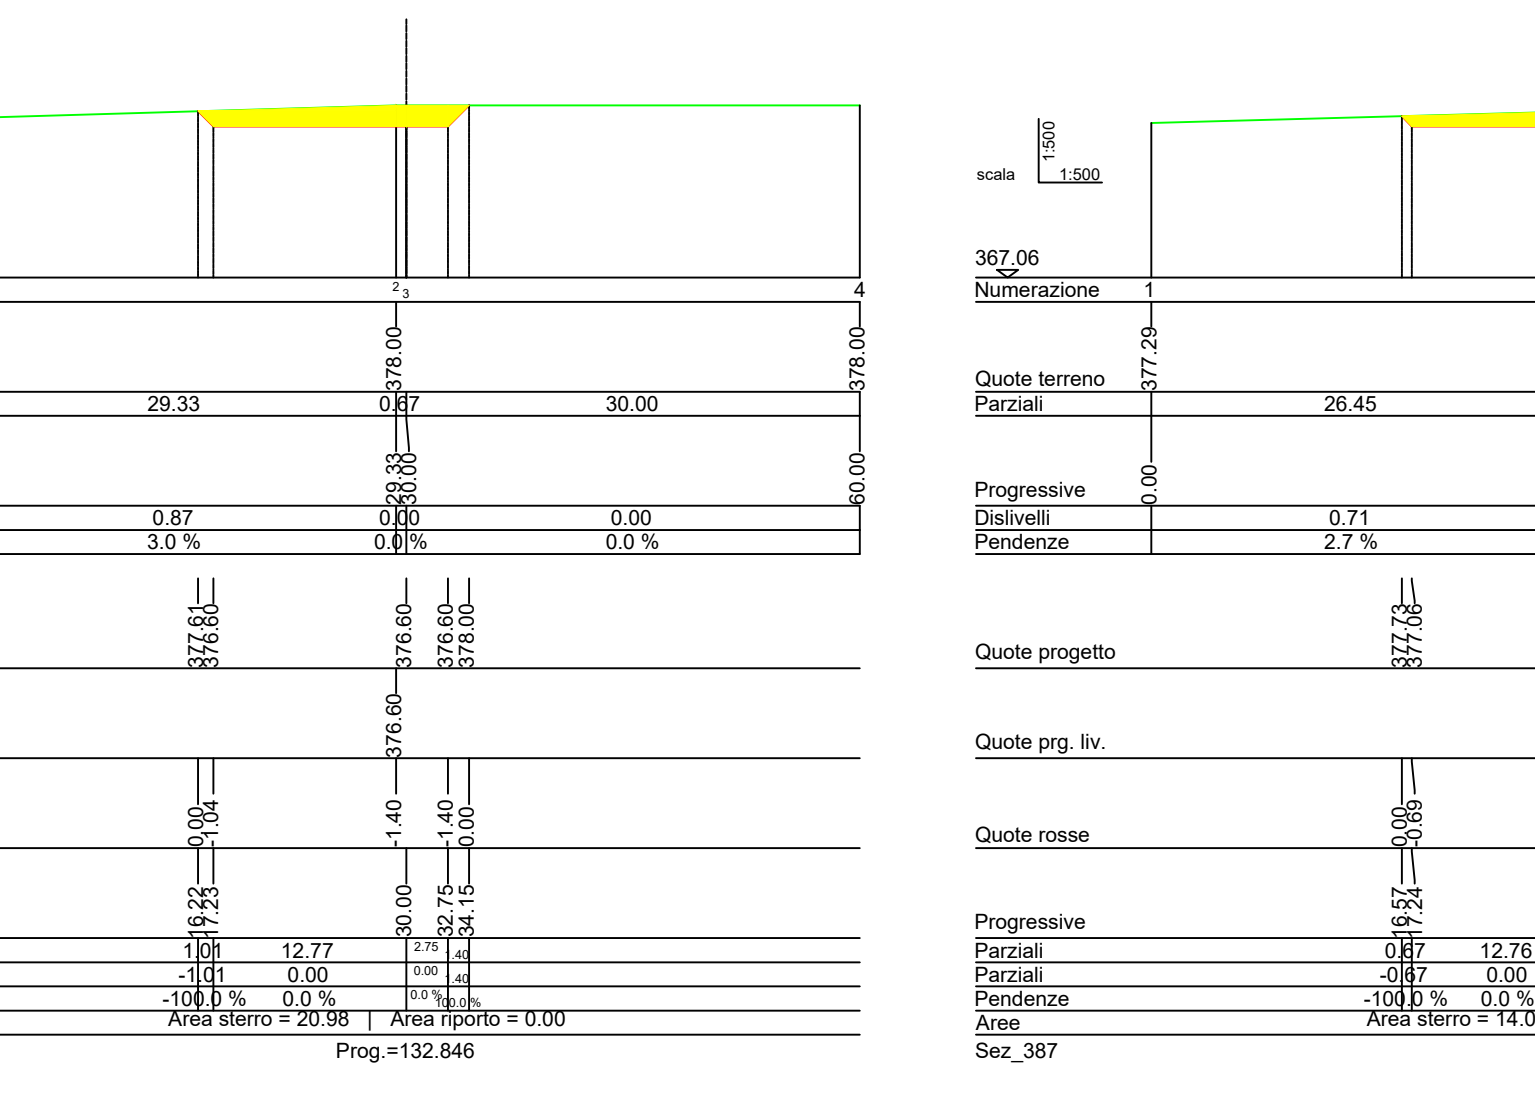 2 3 4
378.00 378.00
29.33 0.67 30.00
29.33 30.00 60.00
0.87 0.00 0.00
3.0 % 0.0 % 0.0 %
377.61 376.60 376.60 376.60 378.00
376.60
0.00 -1.04 -1.40 -1.40 0.00
16.22 17.23 30.00 32.75 34.15
1.01 12.77 2.75 1.40
-1.01 0.00 0.00 1.40
-100.0 % 0.0 % 0.0 % 100.0 %
Area sterro = 20.98 | Area riporto = 0.00
Prog.=132.846
1:500
scala 1:500
367.06
Numerazione 1
Quote terreno 377.29
Parziali 26.45
Progressive 0.00
Dislivelli 0.71
Pendenze 2.7 %
Quote progetto 377.73 377.06
Quote prg. liv.
Quote rosse 0.00 -0.69
Progressive 16.57 17.24
Parziali 0.67 12.76
Parziali -0.67 0.00
Pendenze -100.0 % 0.0 %
Aree Area sterro = 14.0
Sez_387